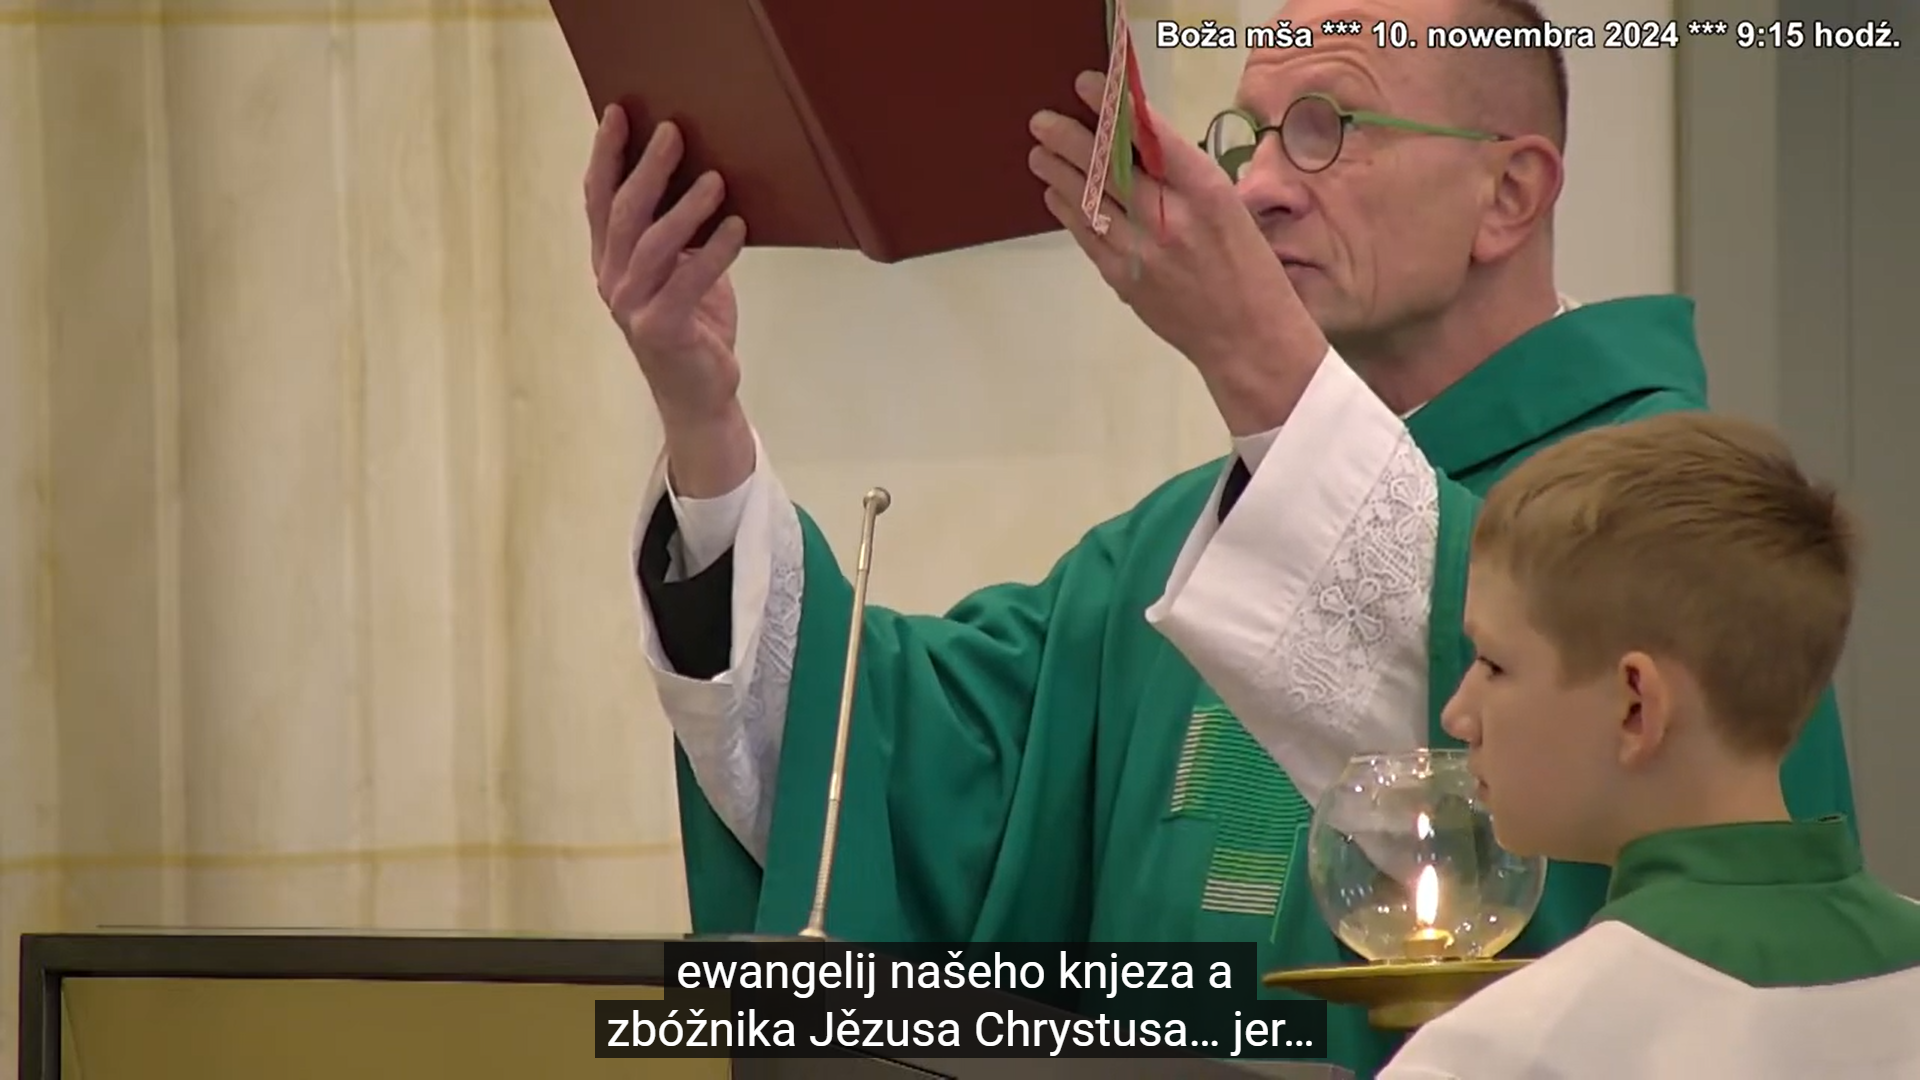 Boža mša *** 10. nowembra 2024 *** 9:15 hodź.
ewangelij našeho knjeza a
zbóžnika Jězusa Chrystusa... jer...